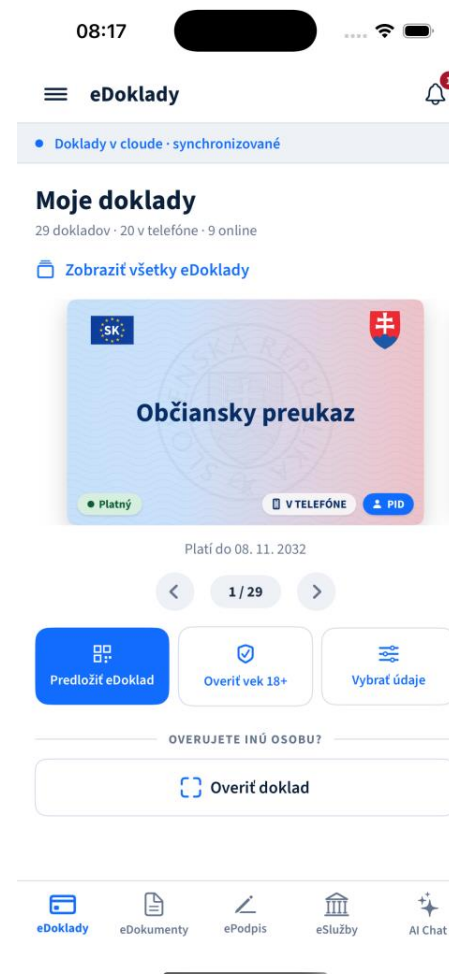 08:17
eDoklady
Doklady v cloude · synchronizované
Moje doklady
29 dokladov · 20 v telefóne · 9 online
Zobraziť všetky eDoklady
SK
Občiansky preukaz
Platný
V TELEFÓNE
PID
Platí do 08. 11. 2032
1 / 29
Predložiť eDoklad
Overiť vek 18+
Vybrať údaje
OVERUJETE INÚ OSOBU?
Overiť doklad
eDoklady
eDokumenty
ePodpis
eSlužby
AI Chat